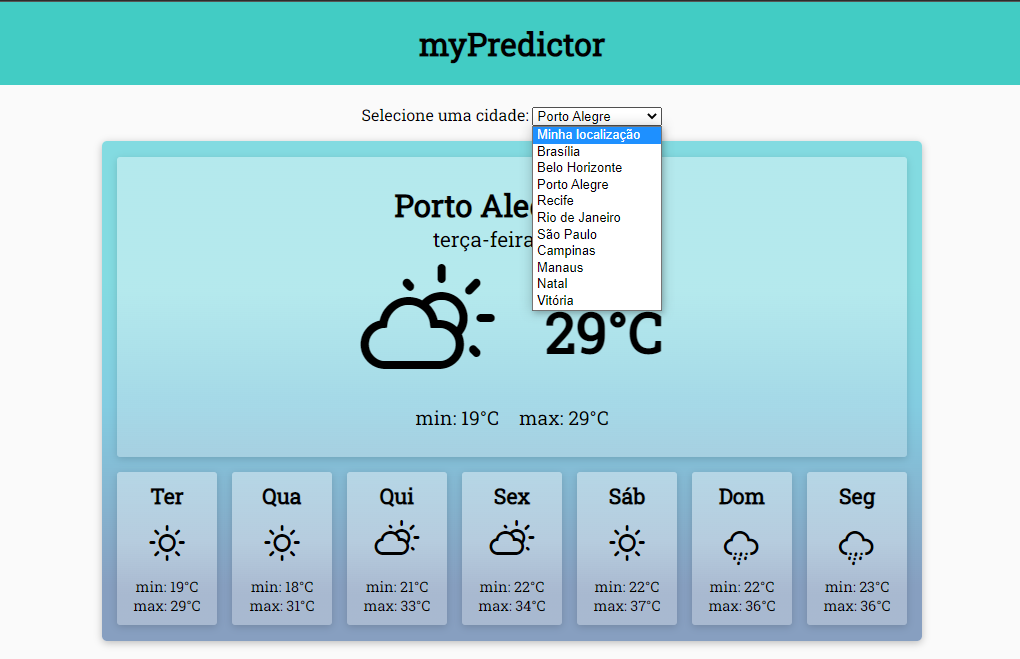 myPredictor
Selecione uma cidade: Porto Alegre
Minha localização
Brasília
Belo Horizonte
Porto Alegre
Recife
Rio de Janeiro
São Paulo
Campinas
Manaus
Natal
Vitória
Porto Ale
terça-feira
29°C
min: 19°C max: 29°C
Ter Qua Qui Sex Sáb Dom Seg
min: 19°C min: 18°C min: 21°C min: 22°C min: 22°C min: 22°C min: 23°C
max: 29°C max: 31°C max: 33°C max: 34°C max: 37°C max: 36°C max: 36°C